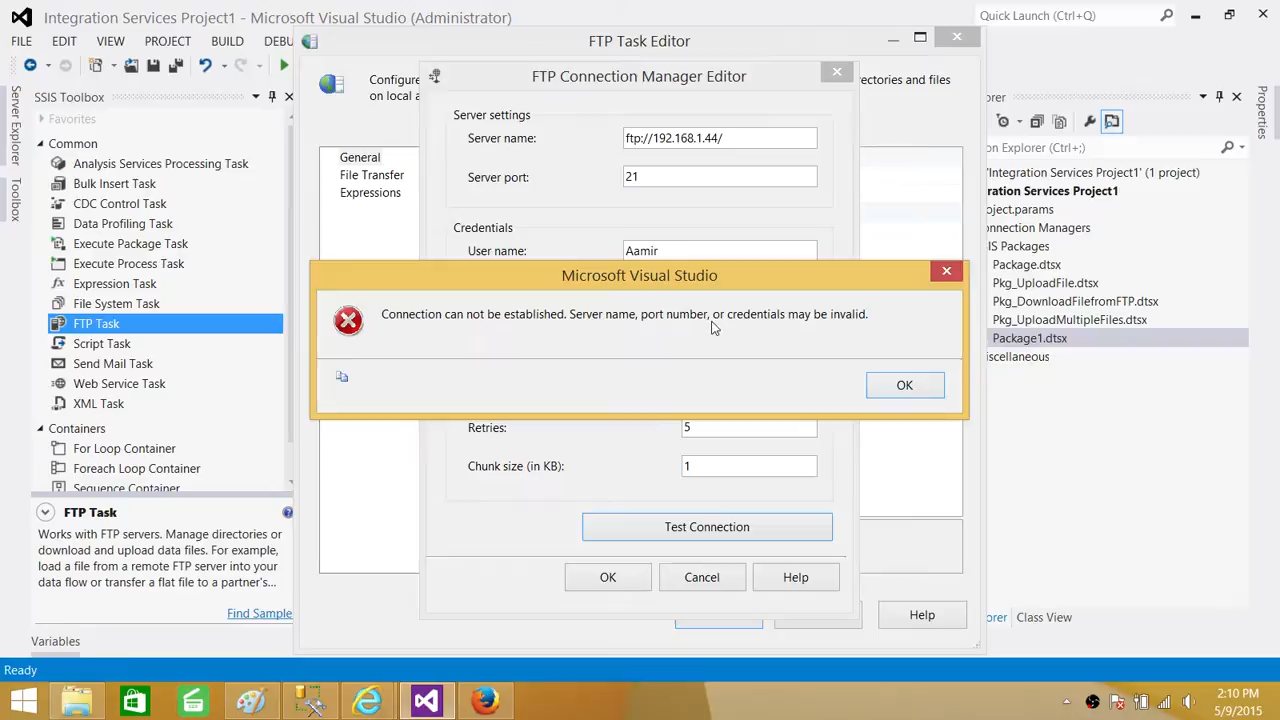 Integration Services Project1 - Microsoft Visual Studio (Administrator)
Quick Launch (Ctrl+Q)
FILE EDIT VIEW PROJECT BUILD DEBU
FTP Task Editor
SSIS Toolbox
Favorites
Common
Analysis Services Processing Task
Bulk Insert Task
CDC Control Task
Data Profiling Task
Execute Package Task
Execute Process Task
Expression Task
File System Task
FTP Task
Script Task
Send Mail Task
Web Service Task
XML Task
Containers
For Loop Container
Foreach Loop Container
Sequence Container
FTP Task
Works with FTP servers. Manage directories or download and upload data files. For example,
load a file from a remote FTP server into your
data flow or transfer a flat file to a partner's...
Find Sample
Variables
Server Explorer
Toolbox
Configure
on local a
rectories and files
General
File Transfer
Expressions
FTP Connection Manager Editor
Server settings
Server name: ftp://192.168.1.44/
Server port: 21
Credentials
User name: Aamir
Microsoft Visual Studio
Connection can not be established. Server name, port number, or credentials may be invalid.
OK
Retries: 5
Chunk size (in KB): 1
Test Connection
OK Cancel Help
Help
orer
on Explorer (Ctrl+;)
'Integration Services Project1' (1 project)
gration Services Project1
oject.params
onnection Managers
IS Packages
Package.dtsx
Pkg_UploadFile.dtsx
Pkg_DownloadFilefromFTP.dtsx
Pkg_UploadMultipleFiles.dtsx
Package1.dtsx
iscellaneous
orer Class View
Properties
Ready
2:10 PM
5/9/2015